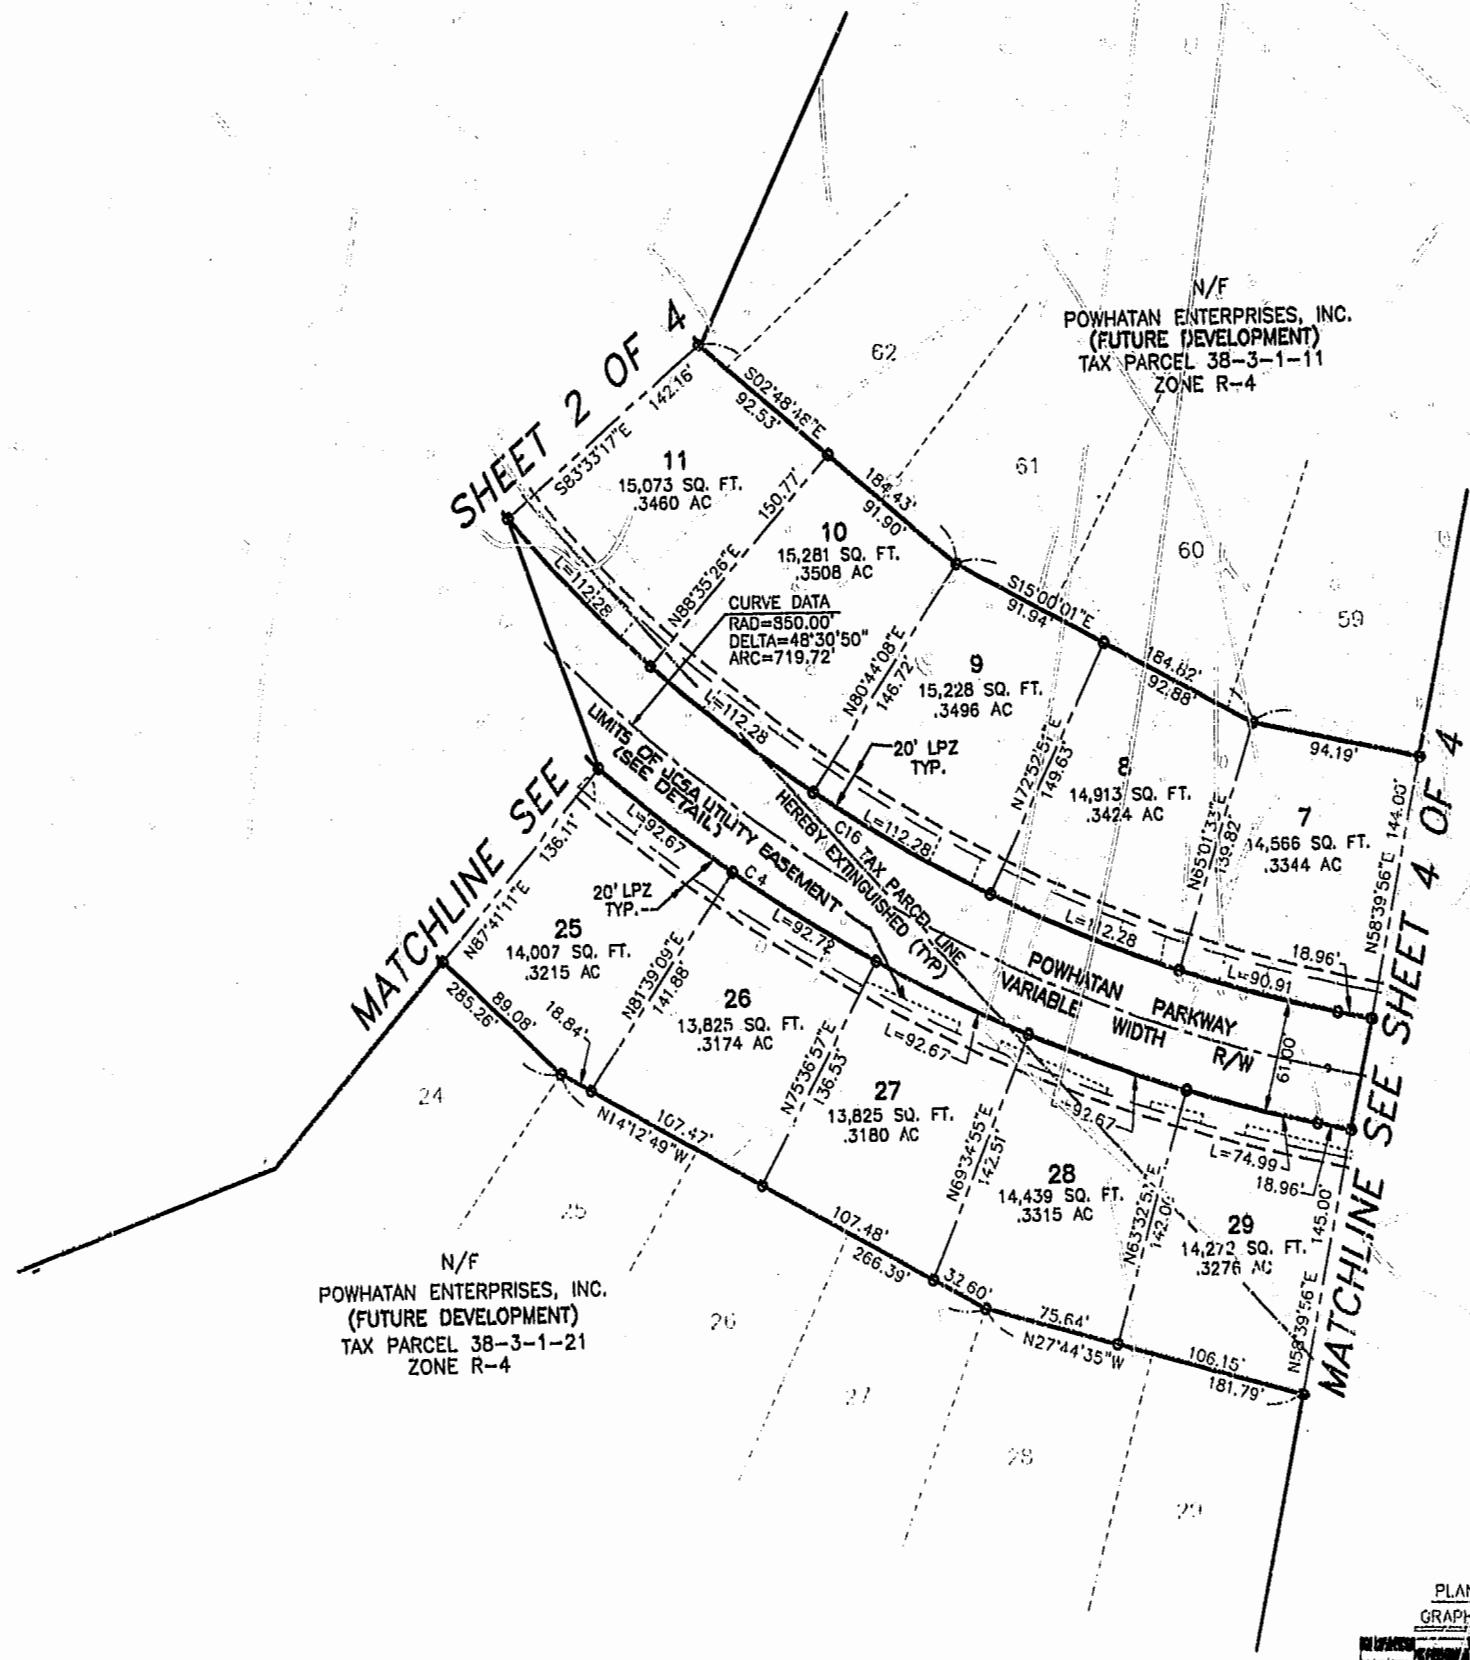 N/F
POWHATAN ENTERPRISES, INC.
(FUTURE DEVELOPMENT)
TAX PARCEL 38-3-1-11
ZONE R-4
62
61
60
59
SHEET 2 OF 4
142.16'
S83°33'17"E
S02°48'48"E
92.53'
184.43'
91.90'
S15°00'01"E
91.94'
184.82'
92.88'
94.19'
11
15,073 SQ. FT.
.3460 AC
150.77'
N88°35'26"E
10
15,281 SQ. FT.
.3508 AC
CURVE DATA
RAD=850.00'
DELTA=48°30'50"
ARC=719.72'
N80°44'08"E
146.72'
9
15,228 SQ. FT.
.3496 AC
N72°52'51"E
149.63'
8
14,913 SQ. FT.
.3424 AC
N65°01'33"E
139.82'
7
14,566 SQ. FT.
.3344 AC
N58°39'56"E 144.00'
L=112.28
L=112.28
L=112.28'
L=112.28
L=90.91
18.96'
20' LPZ
TYP.
C16
TAX PARCEL LINE
HEREBY EXTINGUISHED (TYP)
LIMITS OF JCSA UTILITY EASEMENT
(SEE DETAIL)
POWHATAN PARKWAY
VARIABLE WIDTH R/W
61.00'
MATCHLINE SEE
MATCHLINE SEE SHEET 4 OF 4
136.11'
N87°41'11"E
L=92.67
C4
L=92.72
L=92.67
L=92.67
L=74.99
18.96'
20' LPZ
TYP.
25
14,007 SQ. FT.
.3215 AC
N81°39'09"E
141.88
26
13,825 SQ. FT.
.3174 AC
N75°36'57"E
136.53'
27
13,825 SQ. FT.
.3180 AC
N69°34'55"E
142.51'
28
14,439 SQ. FT.
.3315 AC
142.0
29
14,272 SQ. FT.
.3276 AC
N58°39'56"E 145.00'
89.08'
285.26'
18.84'
107.47'
N14°12'49"W
107.48'
266.39'
32.60'
75.64'
N27°44'35"W
106.15'
181.79'
24
25
26
27
28
29
N/F
POWHATAN ENTERPRISES, INC.
(FUTURE DEVELOPMENT)
TAX PARCEL 38-3-1-21
ZONE R-4
PLAN
GRAPH